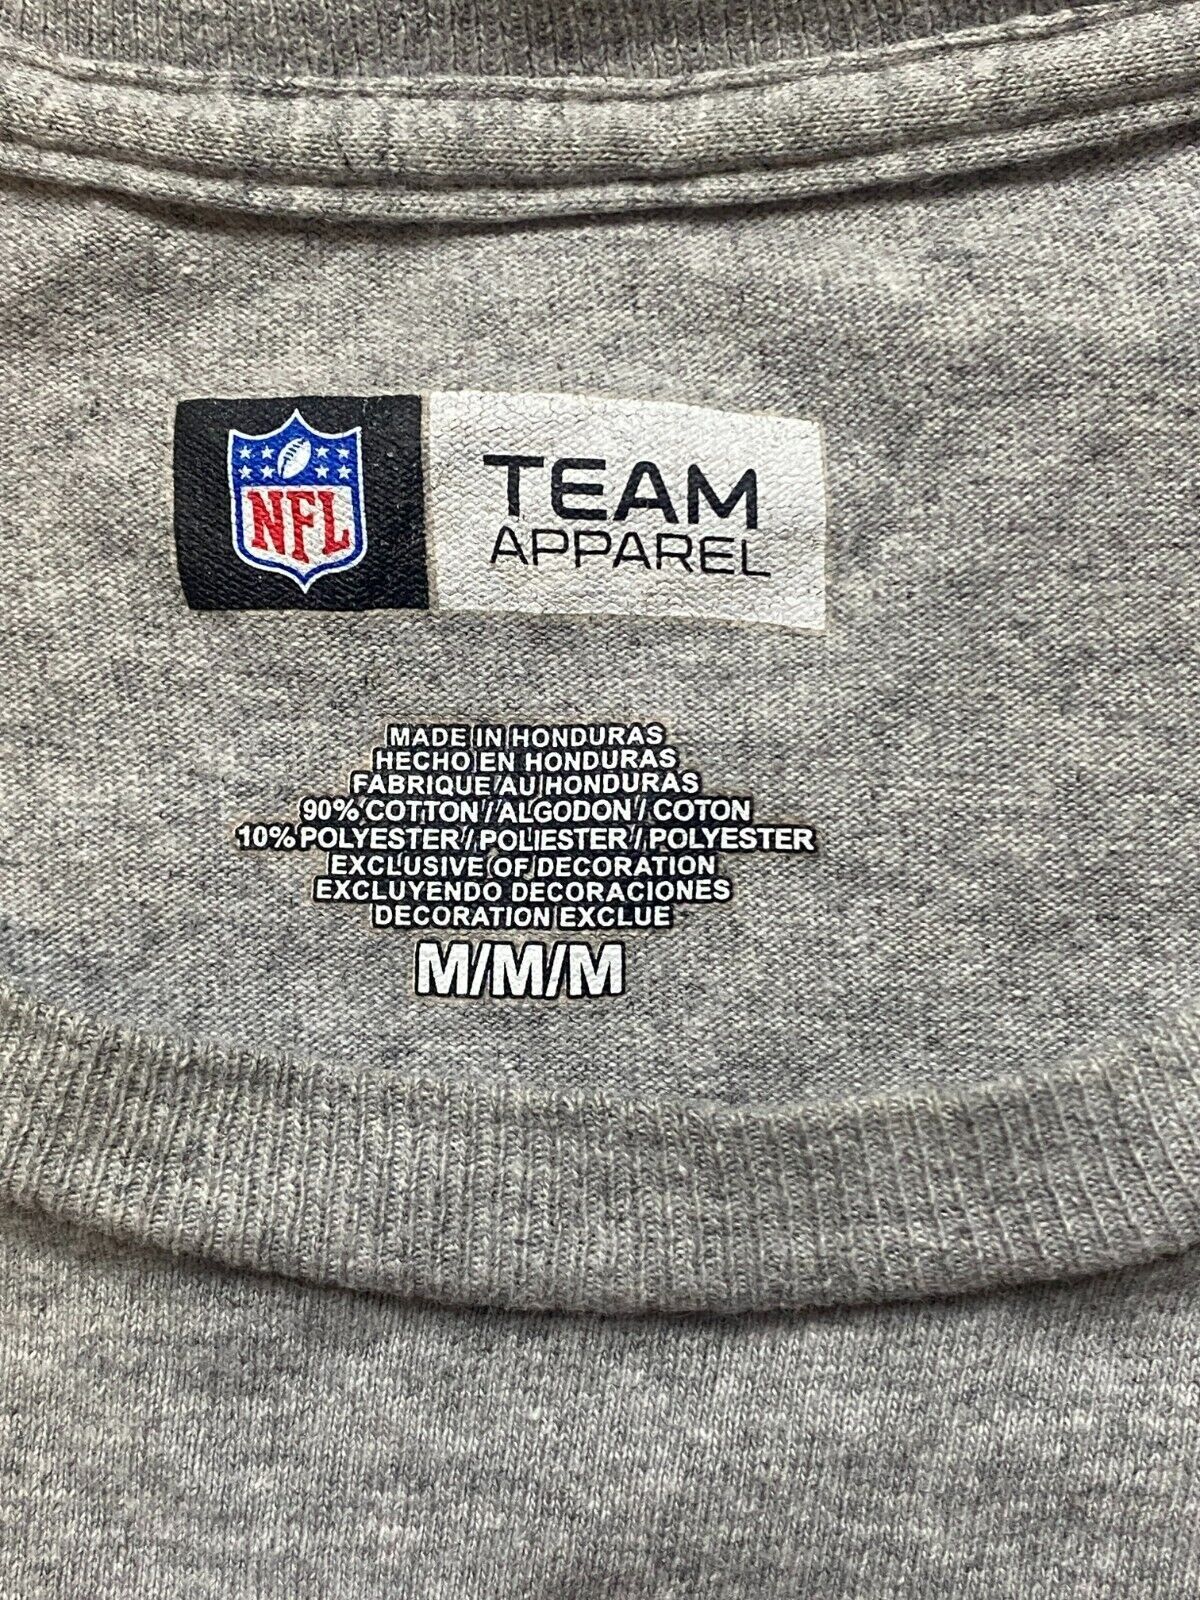 NFL
TEAM
APPAREL
MADE IN HONDURAS
HECHO EN HONDURAS
FABRIQUE AU HONDURAS
90% COTTON / ALGODON / COTON
10% POLYESTER / POLIESTER / POLYESTER
EXCLUSIVE OF DECORATION
EXCLUYENDO DECORACIONES
DECORATION EXCLUE
M/M/M